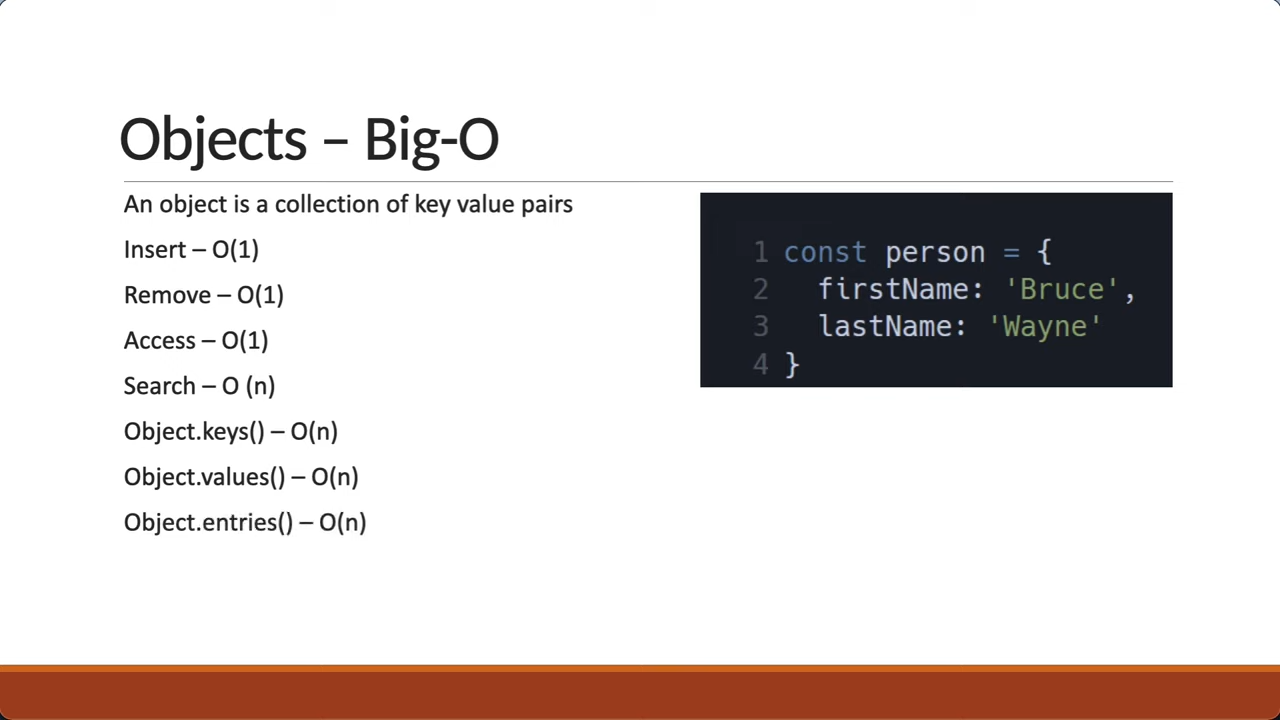 Objects – Big-O
An object is a collection of key value pairs
Insert – O(1)
Remove – O(1)
Access – O(1)
Search – O (n)
Object.keys() – O(n)
Object.values() – O(n)
Object.entries() – O(n)
1 const person = {
2   firstName: 'Bruce',
3   lastName: 'Wayne'
4 }